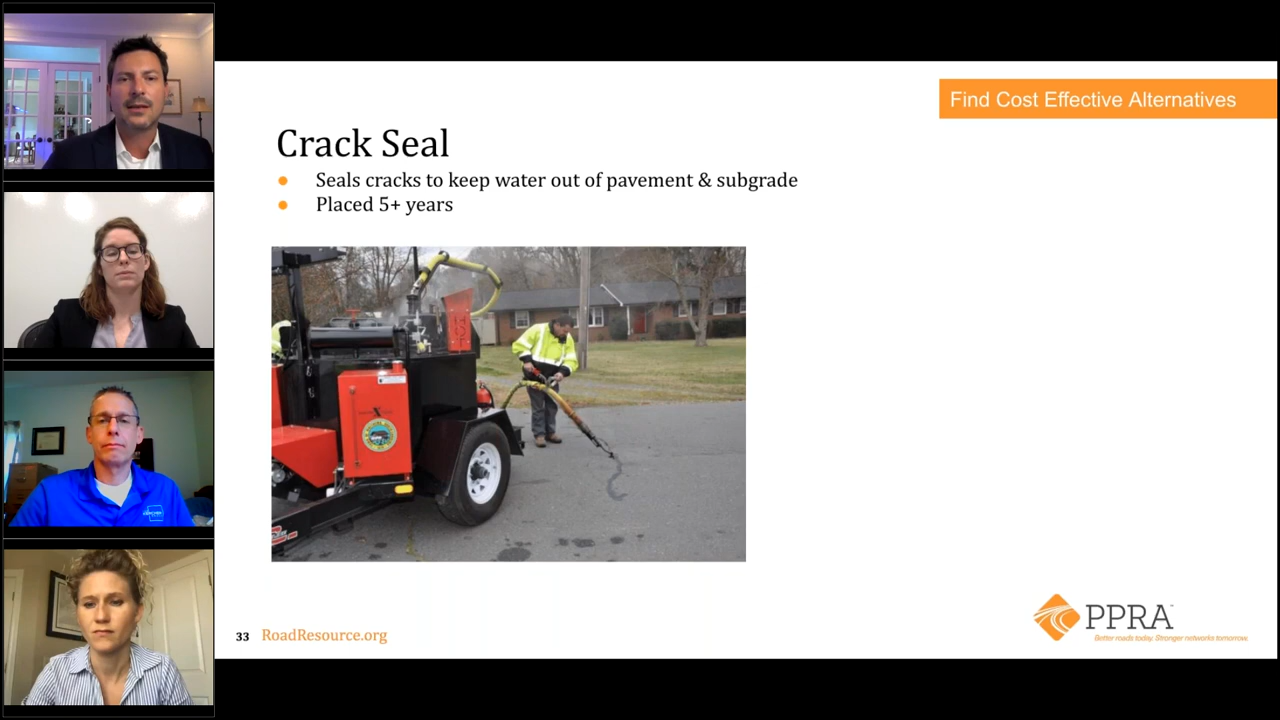 Find Cost Effective Alternatives
Crack Seal
Seals cracks to keep water out of pavement & subgrade
Placed 5+ years
33 RoadResource.org
PPRA
Better roads today. Stronger networks tomorrow.